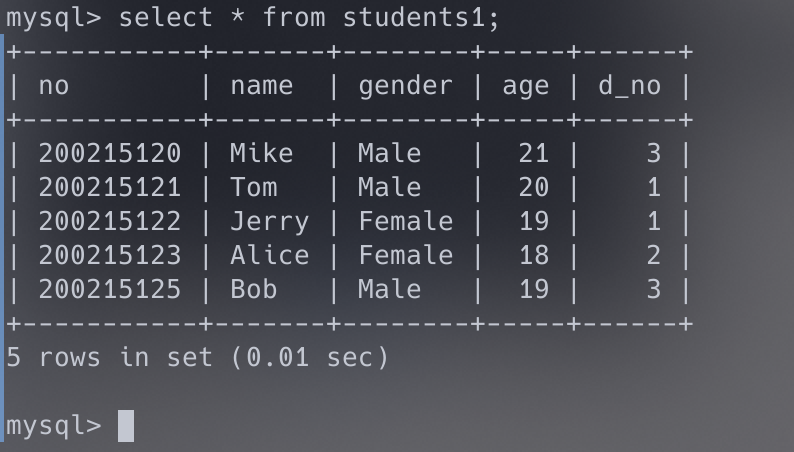 mysql> select * from students1;
+-----------+-------+--------+-----+------+
| no        | name  | gender | age | d_no |
+-----------+-------+--------+-----+------+
| 200215120 | Mike  | Male   |  21 |    3 |
| 200215121 | Tom   | Male   |  20 |    1 |
| 200215122 | Jerry | Female |  19 |    1 |
| 200215123 | Alice | Female |  18 |    2 |
| 200215125 | Bob   | Male   |  19 |    3 |
+-----------+-------+--------+-----+------+
5 rows in set (0.01 sec)
mysql>